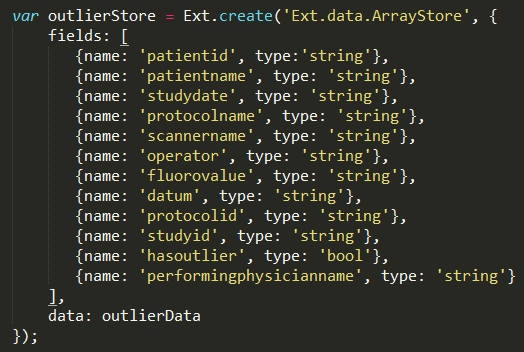 var outlierStore = Ext.create('Ext.data.ArrayStore', {
    fields: [
        {name: 'patientid', type:'string'},
        {name: 'patientname', type: 'string'},
        {name: 'studydate', type: 'string'},
        {name: 'protocolname', type: 'string'},
        {name: 'scannername', type: 'string'},
        {name: 'operator', type: 'string'},
        {name: 'fluorovalue', type: 'string'},
        {name: 'datum', type: 'string'},
        {name: 'protocolid', type: 'string'},
        {name: 'studyid', type: 'string'},
        {name: 'hasoutlier', type: 'bool'},
        {name: 'performingphysicianname', type: 'string'}
    ],
    data: outlierData
});